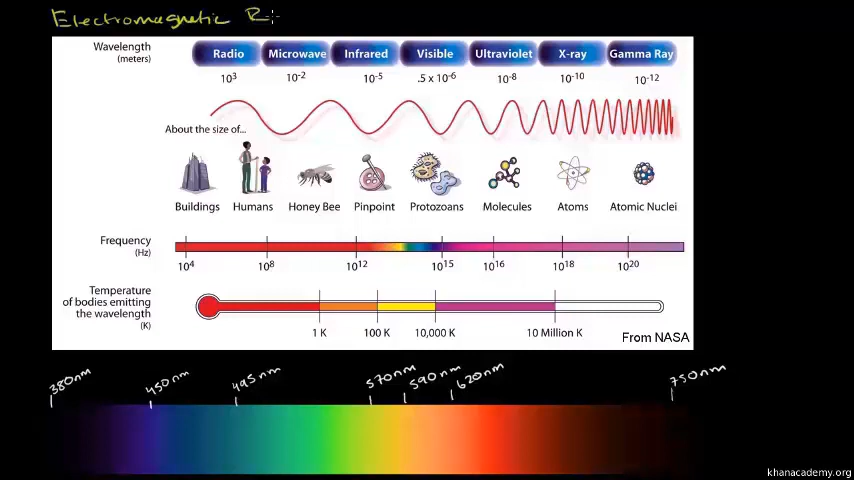 Electromagnetic R
Wavelength
(meters)
Radio Microwave Infrared Visible Ultraviolet X-ray Gamma Ray
10³ 10⁻² 10⁻⁵ .5 x 10⁻⁶ 10⁻⁸ 10⁻¹⁰ 10⁻¹²
About the size of...
Buildings Humans Honey Bee Pinpoint Protozoans Molecules Atoms Atomic Nuclei
Frequency
(Hz)
10⁴ 10⁸ 10¹² 10¹⁵ 10¹⁶ 10¹⁸ 10²⁰
Temperature
of bodies emitting
the wavelength
(K)
1 K 100 K 10,000 K 10 Million K
From NASA
380nm 450nm 495nm 570nm 590nm 620nm 750nm
khanacademy.org